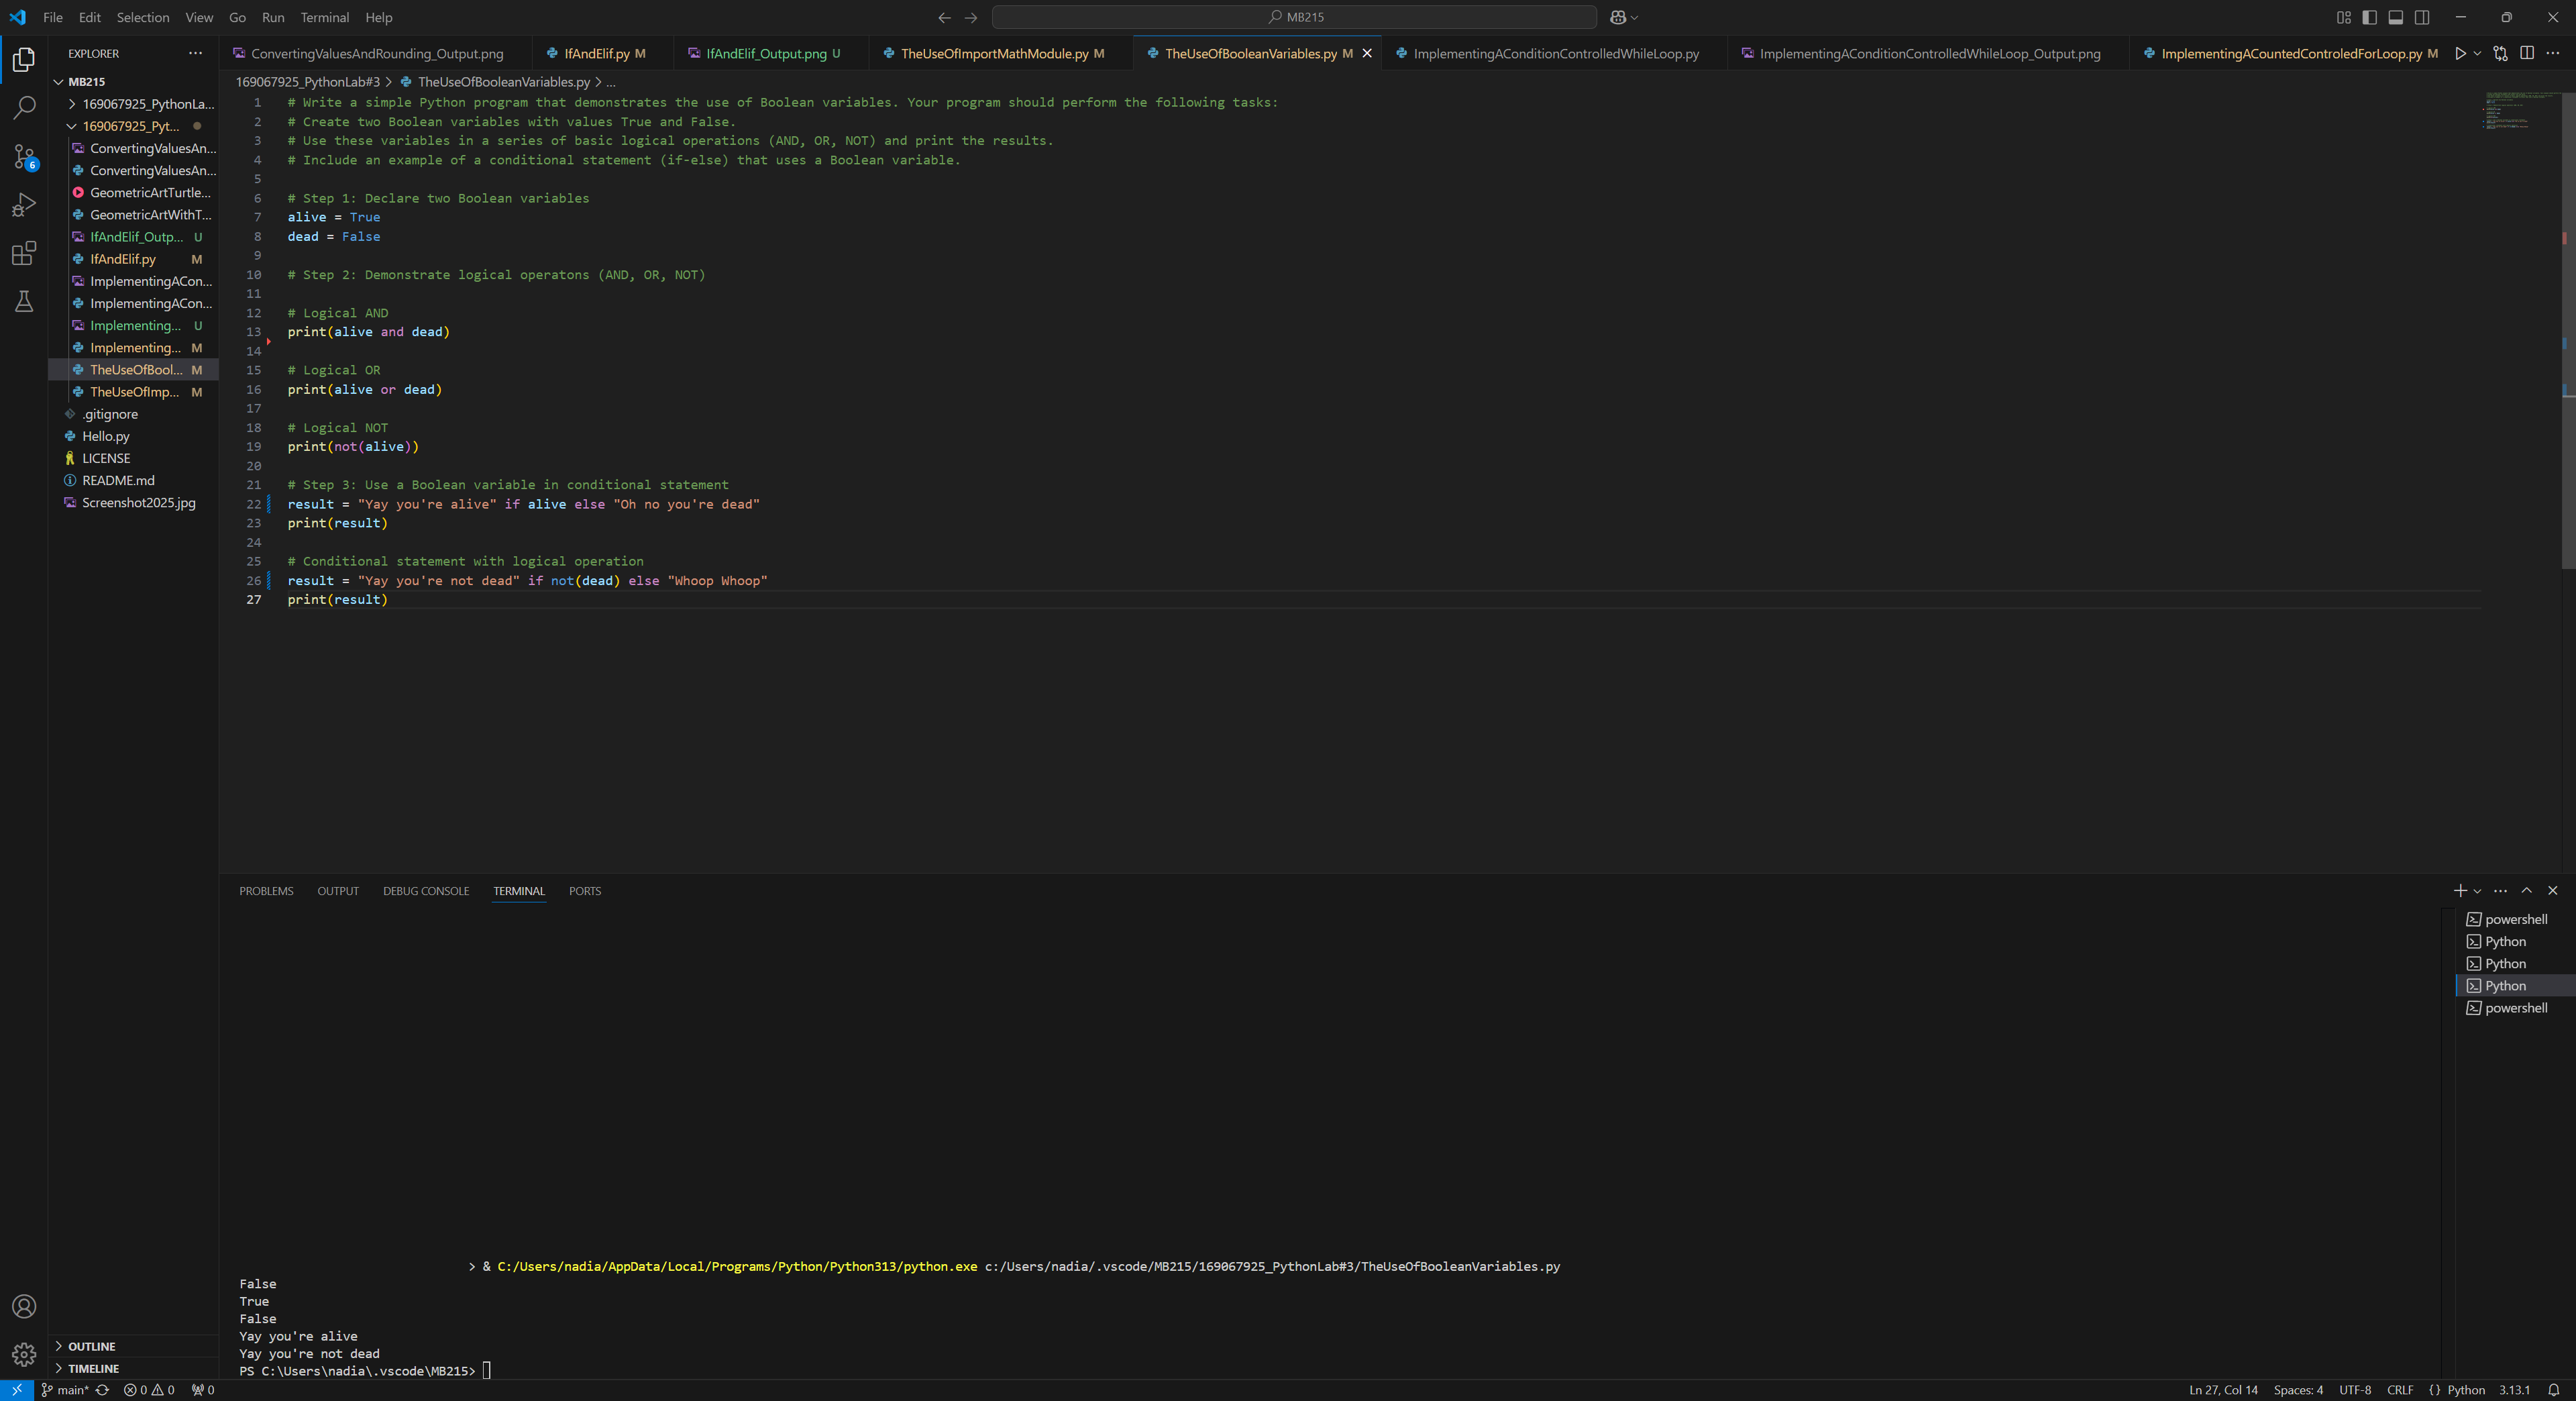 File Edit Selection View Go Run Terminal Help
MB215
EXPLORER
ConvertingValuesAndRounding_Output.png
IfAndElif.py M
IfAndElif_Output.png U
TheUseOfImportMathModule.py M
TheUseOfBooleanVariables.py M
ImplementingAConditionControlledWhileLoop.py
ImplementingAConditionControlledWhileLoop_Output.png
ImplementingACountedControledForLoop.py M
MB215
169067925_PythonLa...
169067925_Pyt...
ConvertingValuesAn...
ConvertingValuesAn...
GeometricArtTurtle...
GeometricArtWithT...
IfAndElif_Outp... U
IfAndElif.py M
ImplementingACon...
ImplementingACon...
Implementing... U
Implementing... M
TheUseOfBool... M
TheUseOfImp... M
.gitignore
Hello.py
LICENSE
README.md
Screenshot2025.jpg
6
OUTLINE
TIMELINE
169067925_PythonLab#3 > TheUseOfBooleanVariables.py > ...
1 # Write a simple Python program that demonstrates the use of Boolean variables. Your program should perform the following tasks:
2 # Create two Boolean variables with values True and False.
3 # Use these variables in a series of basic logical operations (AND, OR, NOT) and print the results.
4 # Include an example of a conditional statement (if-else) that uses a Boolean variable.
5
6 # Step 1: Declare two Boolean variables
7 alive = True
8 dead = False
9
10 # Step 2: Demonstrate logical operatons (AND, OR, NOT)
11
12 # Logical AND
13 print(alive and dead)
14
15 # Logical OR
16 print(alive or dead)
17
18 # Logical NOT
19 print(not(alive))
20
21 # Step 3: Use a Boolean variable in conditional statement
22 result = "Yay you're alive" if alive else "Oh no you're dead"
23 print(result)
24
25 # Conditional statement with logical operation
26 result = "Yay you're not dead" if not(dead) else "Whoop Whoop"
27 print(result)
PROBLEMS OUTPUT DEBUG CONSOLE TERMINAL PORTS
powershell
Python
Python
Python
powershell
> & C:/Users/nadia/AppData/Local/Programs/Python/Python313/python.exe c:/Users/nadia/.vscode/MB215/169067925_PythonLab#3/TheUseOfBooleanVariables.py
False
True
False
Yay you're alive
Yay you're not dead
PS C:\Users\nadia\.vscode\MB215>
main* 0 0 0
Ln 27, Col 14 Spaces: 4 UTF-8 CRLF {} Python 3.13.1